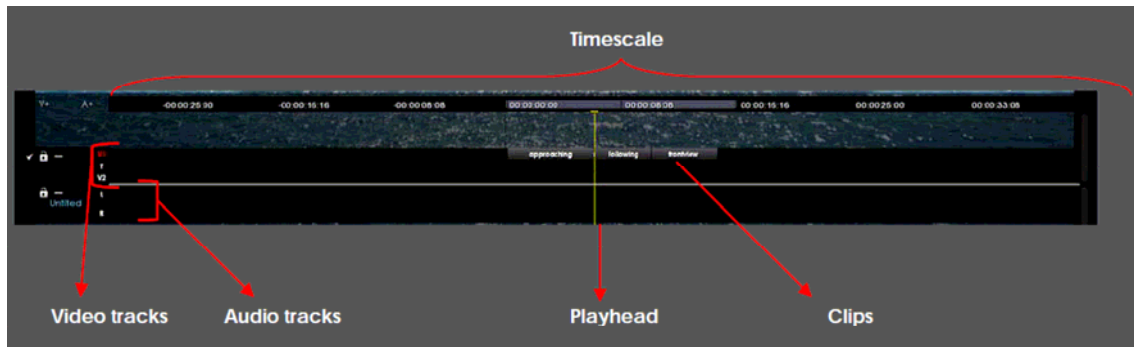 Timescale
V+ A+ -00:00:25:00 -00:00:16:16 -00:00:08:08 00:00:00:00 00:00:08:08 00:00:16:16 00:00:25:00 00:00:33:08
approaching following frontview
V2
Untitled
R
Video tracks Audio tracks Playhead Clips